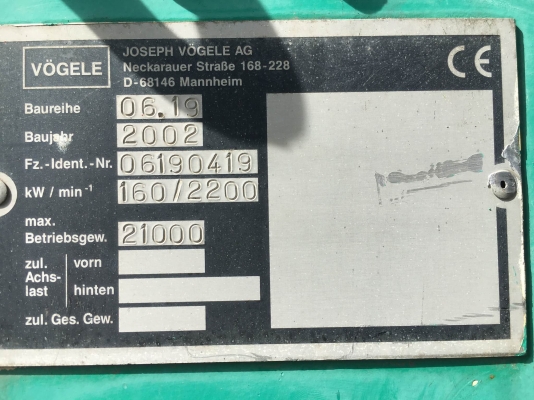 VÖGELE
JOSEPH VÖGELE AG
Neckarauer Straße 168-228
D-68146 Mannheim
CE
Baureihe 06.19
Baujahr 2002
Fz.-Ident.-Nr. 06190419
kW / min⁻¹ 160/2200
max.
Betriebsgew. 21000
zul. vorn
Achs-
last hinten
zul. Ges. Gew.